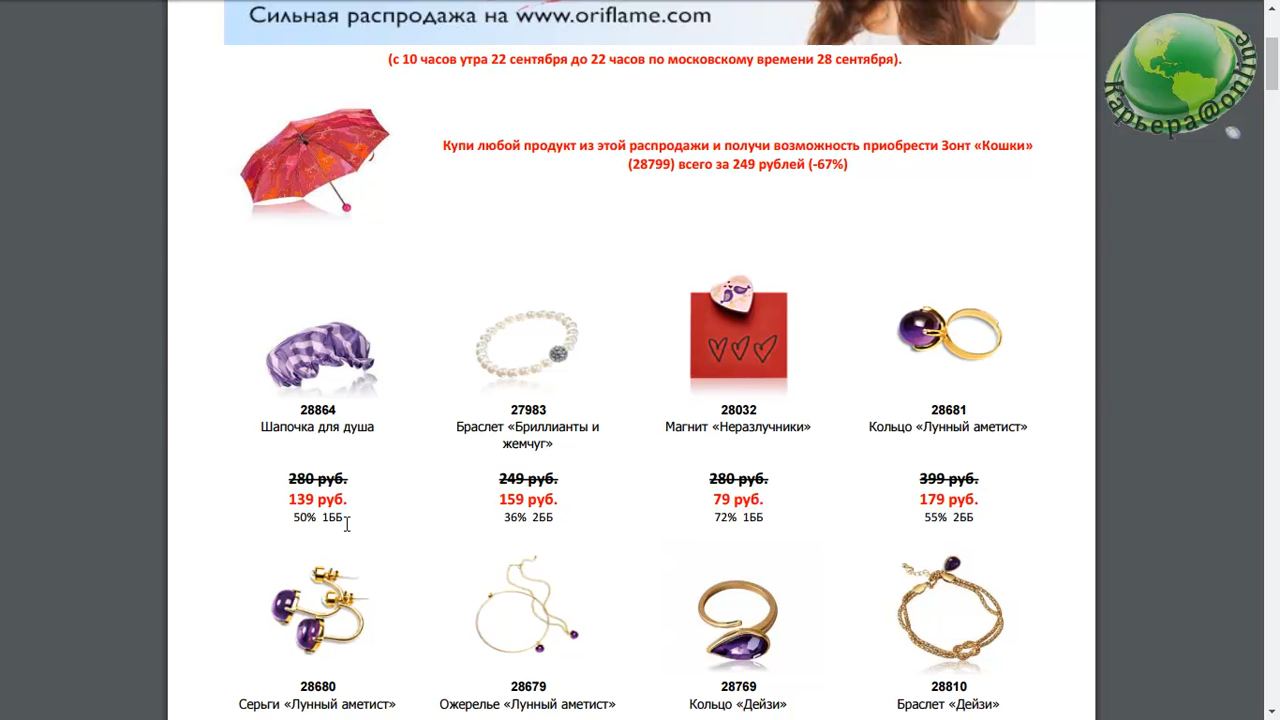 Сильная распродажа на www.oriflame.com
(с 10 часов утра 22 сентября до 22 часов по московскому времени 28 сентября).
Купи любой продукт из этой распродажи и получи возможность приобрести Зонт «Кошки»
(28799) всего за 249 рублей (-67%)
28864
Шапочка для душа
280 руб.
139 руб.
50% 1ББ
27983
Браслет «Бриллианты и
жемчуг»
249 руб.
159 руб.
36% 2ББ
28032
Магнит «Неразлучники»
280 руб.
79 руб.
72% 1ББ
28681
Кольцо «Лунный аметист»
399 руб.
179 руб.
55% 2ББ
28680
Серьги «Лунный аметист»
28679
Ожерелье «Лунный аметист»
28769
Кольцо «Дейзи»
28810
Браслет «Дейзи»
Карьера@online